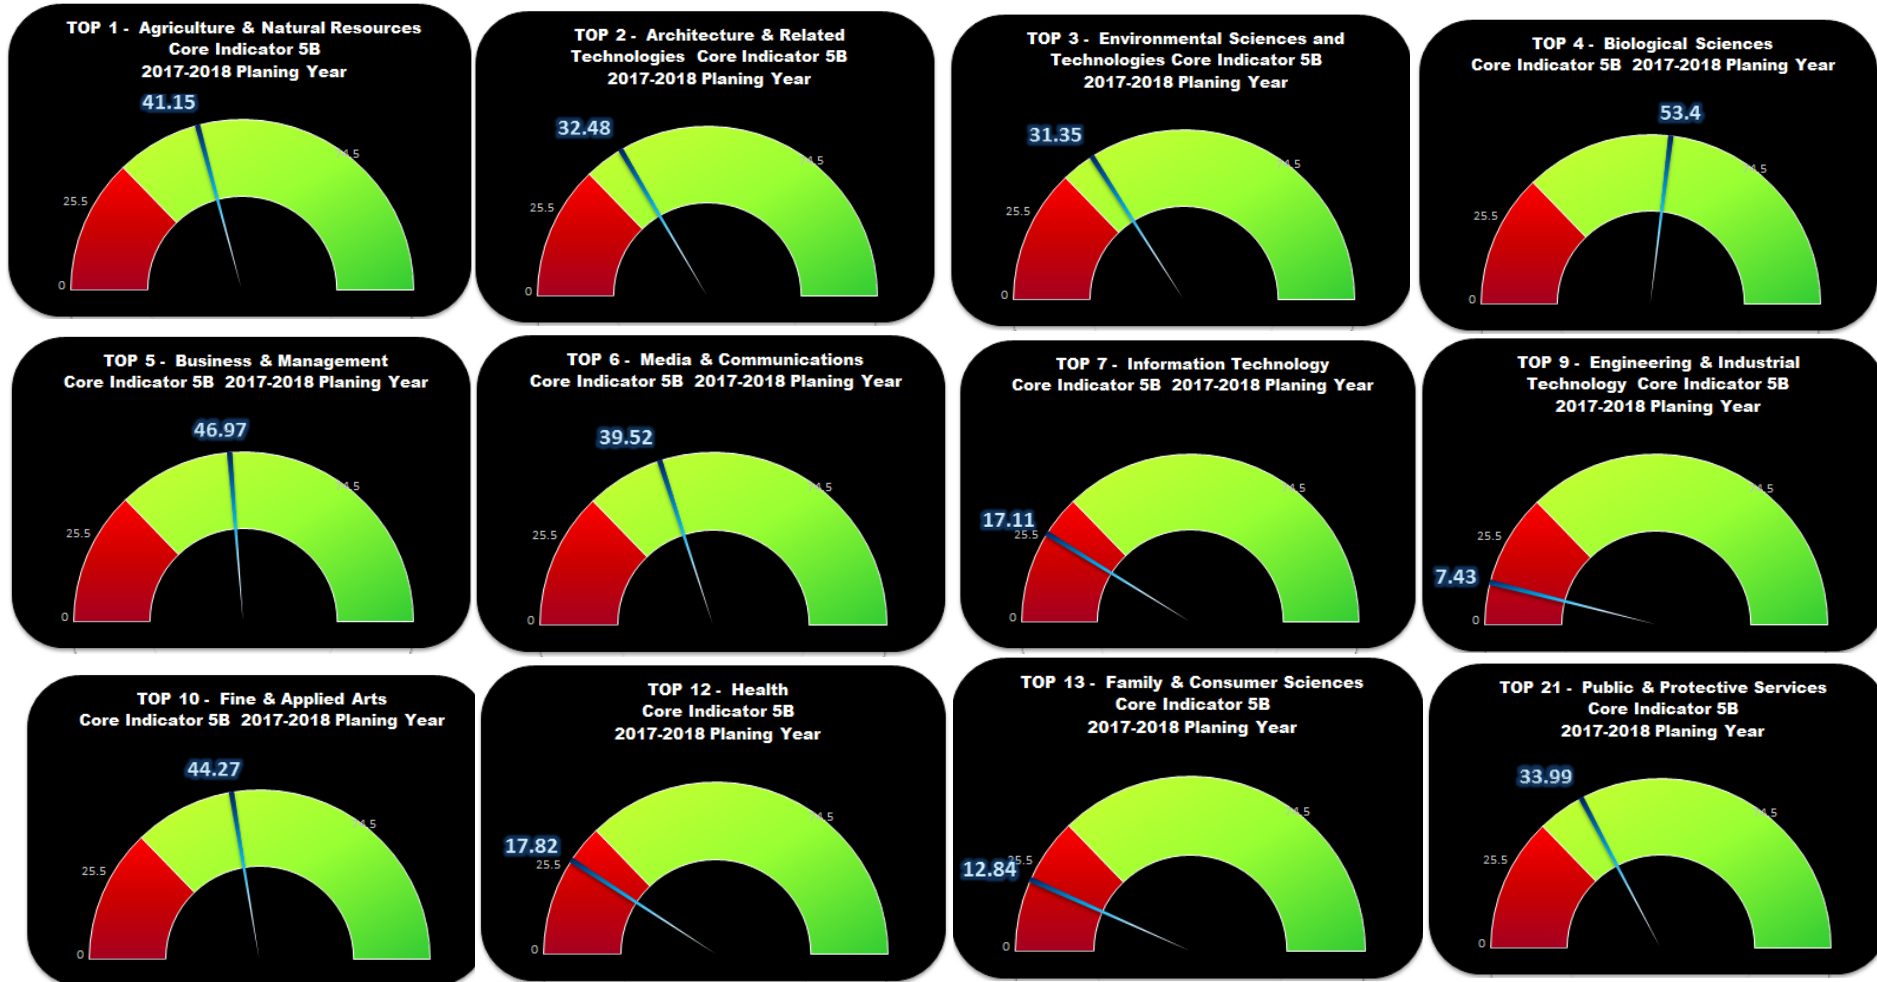 TOP 1 - Agriculture & Natural Resources
Core Indicator 5B
2017-2018 Planing Year
41.15
25.5
0
TOP 2 - Architecture & Related
Technologies Core Indicator 5B
2017-2018 Planing Year
32.48
25.5
0
TOP 3 - Environmental Sciences and
Technologies Core Indicator 5B
2017-2018 Planing Year
31.35
25.5
0
TOP 4 - Biological Sciences
Core Indicator 5B 2017-2018 Planing Year
53.4
25.5
0
TOP 5 - Business & Management
Core Indicator 5B 2017-2018 Planing Year
46.97
25.5
0
TOP 6 - Media & Communications
Core Indicator 5B 2017-2018 Planing Year
39.52
25.5
0
TOP 7 - Information Technology
Core Indicator 5B 2017-2018 Planing Year
17.11
25.5
0
TOP 9 - Engineering & Industrial
Technology Core Indicator 5B
2017-2018 Planing Year
25.5
7.43
0
TOP 10 - Fine & Applied Arts
Core Indicator 5B 2017-2018 Planing Year
44.27
25.5
0
TOP 12 - Health
Core Indicator 5B
2017-2018 Planing Year
17.82
25.5
0
TOP 13 - Family & Consumer Sciences
Core Indicator 5B
2017-2018 Planing Year
12.84
0
TOP 21 - Public & Protective Services
Core Indicator 5B
2017-2018 Planing Year
33.99
25.5
0